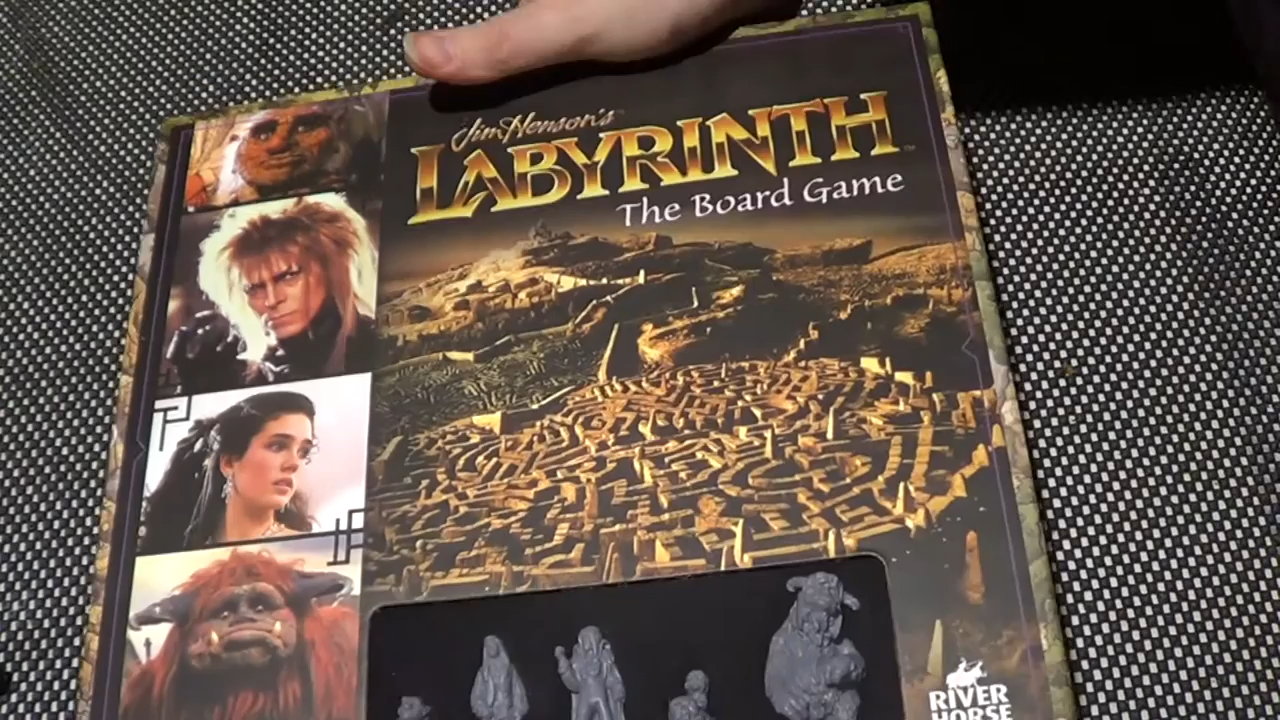 Jim Henson's
LABYRINTH
The Board Game
RIVER
HORSE